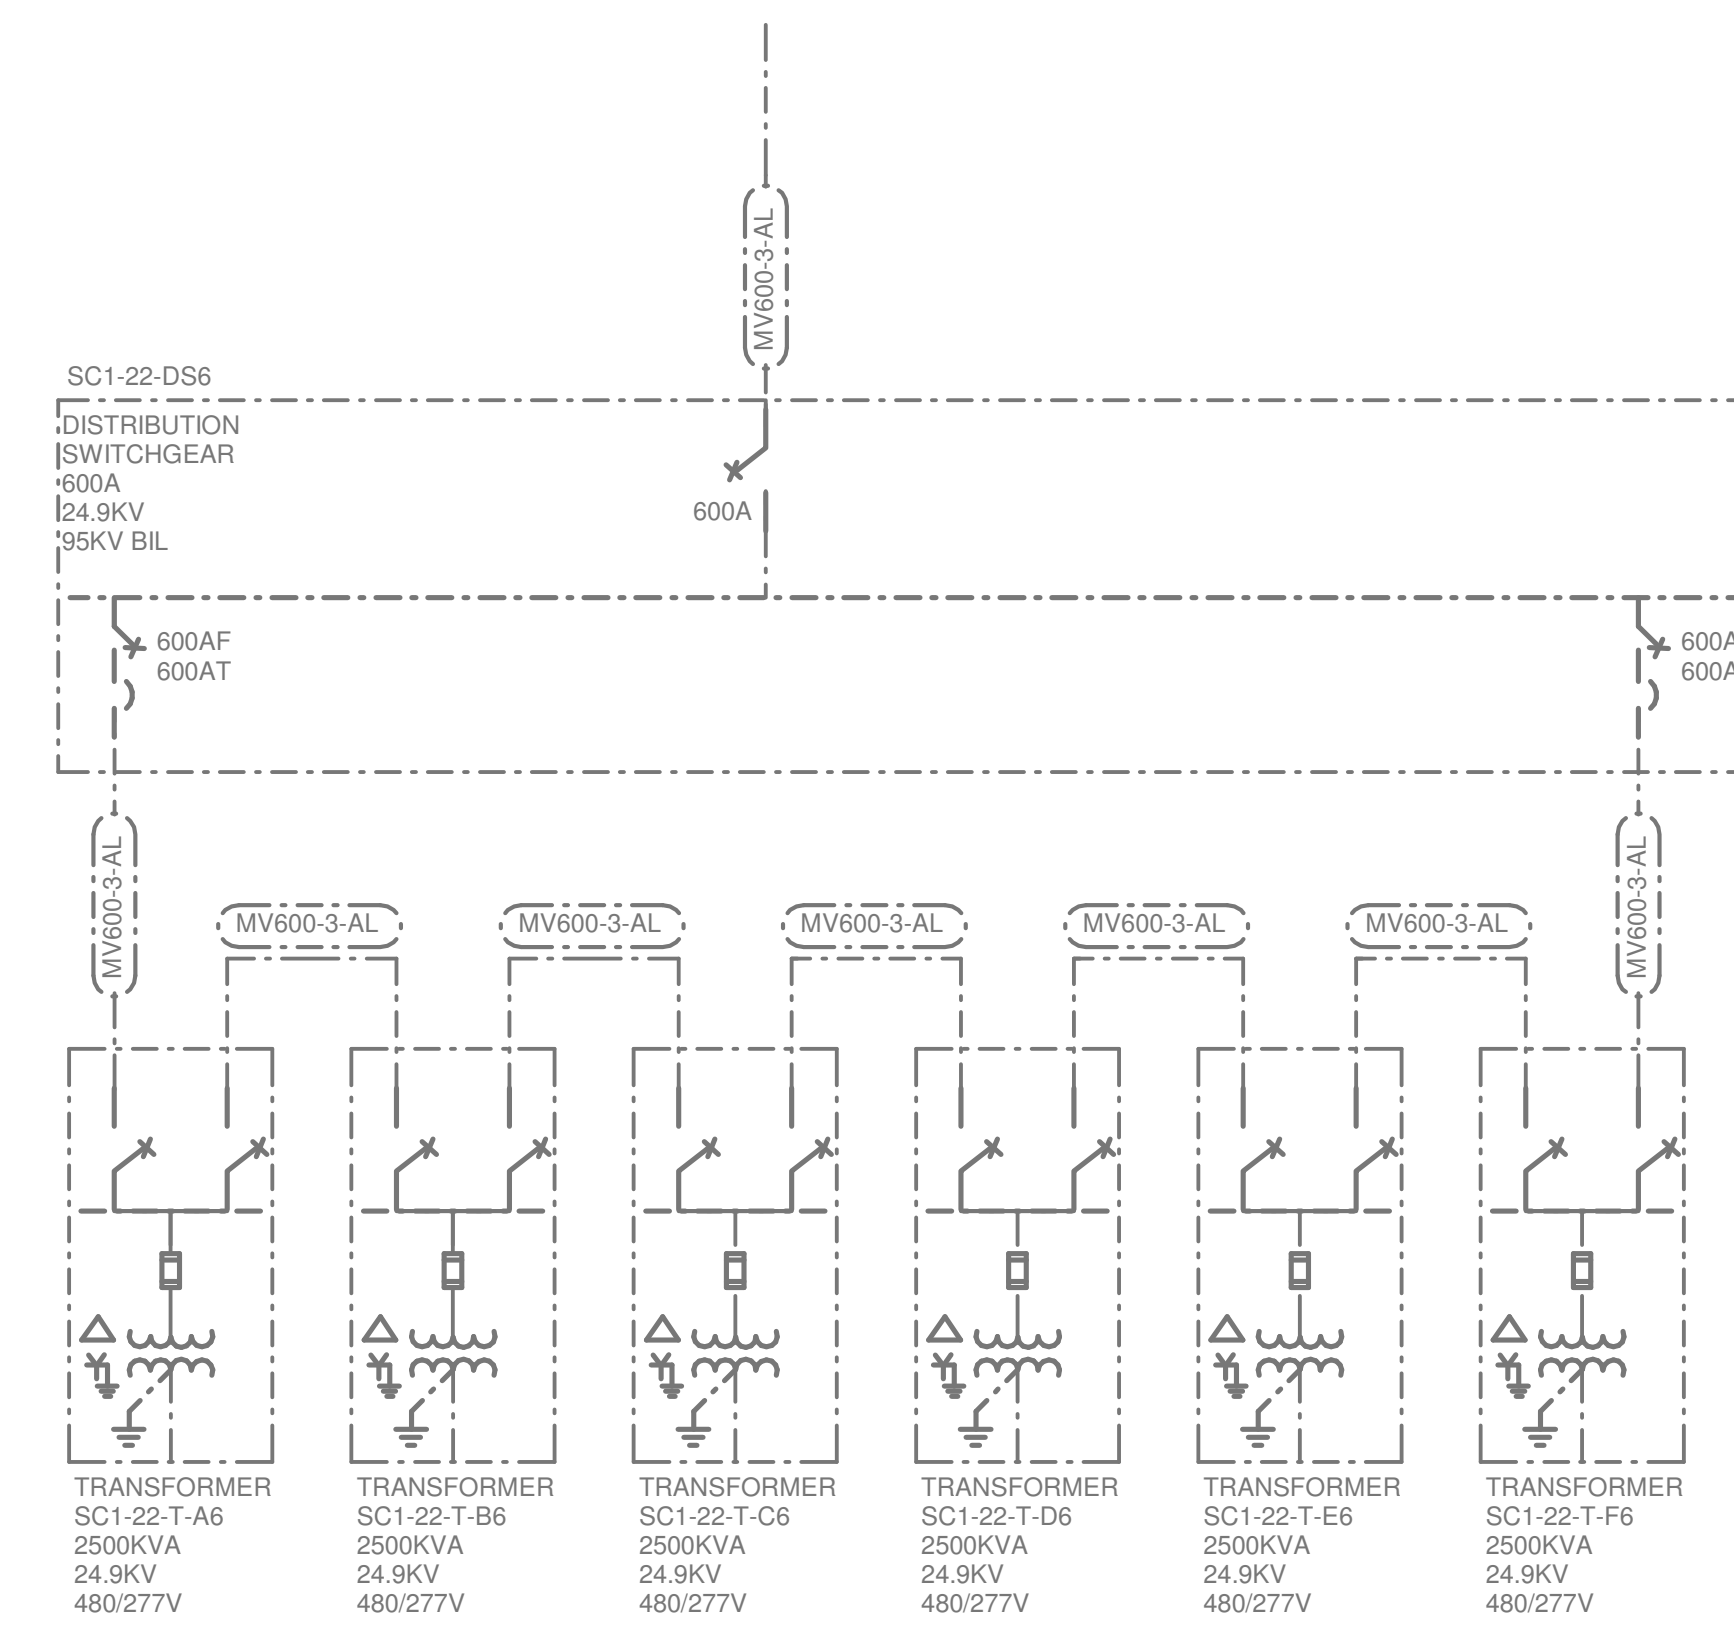 MV600-3-AL
SC1-22-DS6
DISTRIBUTION
SWITCHGEAR
600A
24.9KV
95KV BIL
600A
600AF
600AT
600A
600A
MV600-3-AL
MV600-3-AL
MV600-3-AL
MV600-3-AL
MV600-3-AL
MV600-3-AL
MV600-3-AL
TRANSFORMER
SC1-22-T-A6
2500KVA
24.9KV
480/277V
TRANSFORMER
SC1-22-T-B6
2500KVA
24.9KV
480/277V
TRANSFORMER
SC1-22-T-C6
2500KVA
24.9KV
480/277V
TRANSFORMER
SC1-22-T-D6
2500KVA
24.9KV
480/277V
TRANSFORMER
SC1-22-T-E6
2500KVA
24.9KV
480/277V
TRANSFORMER
SC1-22-T-F6
2500KVA
24.9KV
480/277V